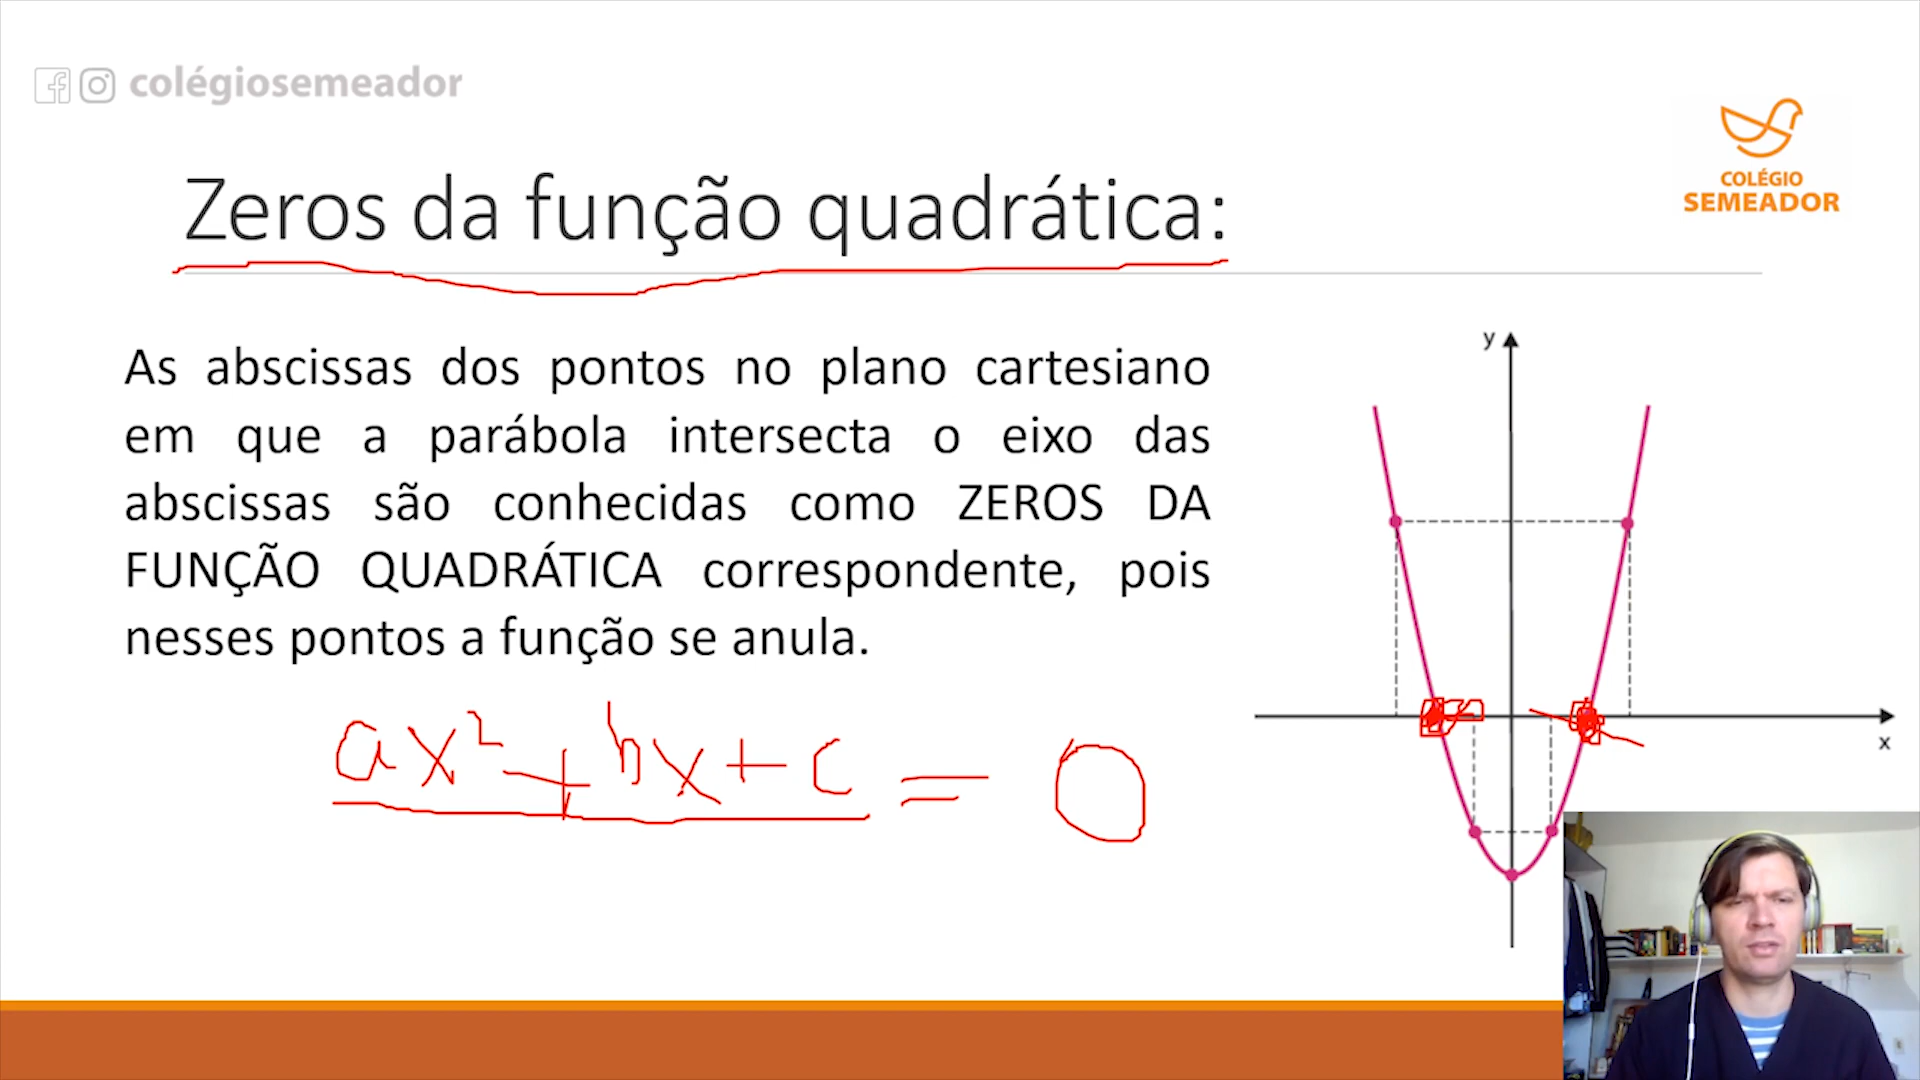 colégiosemeador
COLÉGIO
SEMEADOR
Zeros da função quadrática:
As abscissas dos pontos no plano cartesiano
em que a parábola intersecta o eixo das
abscissas são conhecidas como ZEROS DA
FUNÇÃO QUADRÁTICA correspondente, pois
nesses pontos a função se anula.
ax²+bx+c = 0
y
x